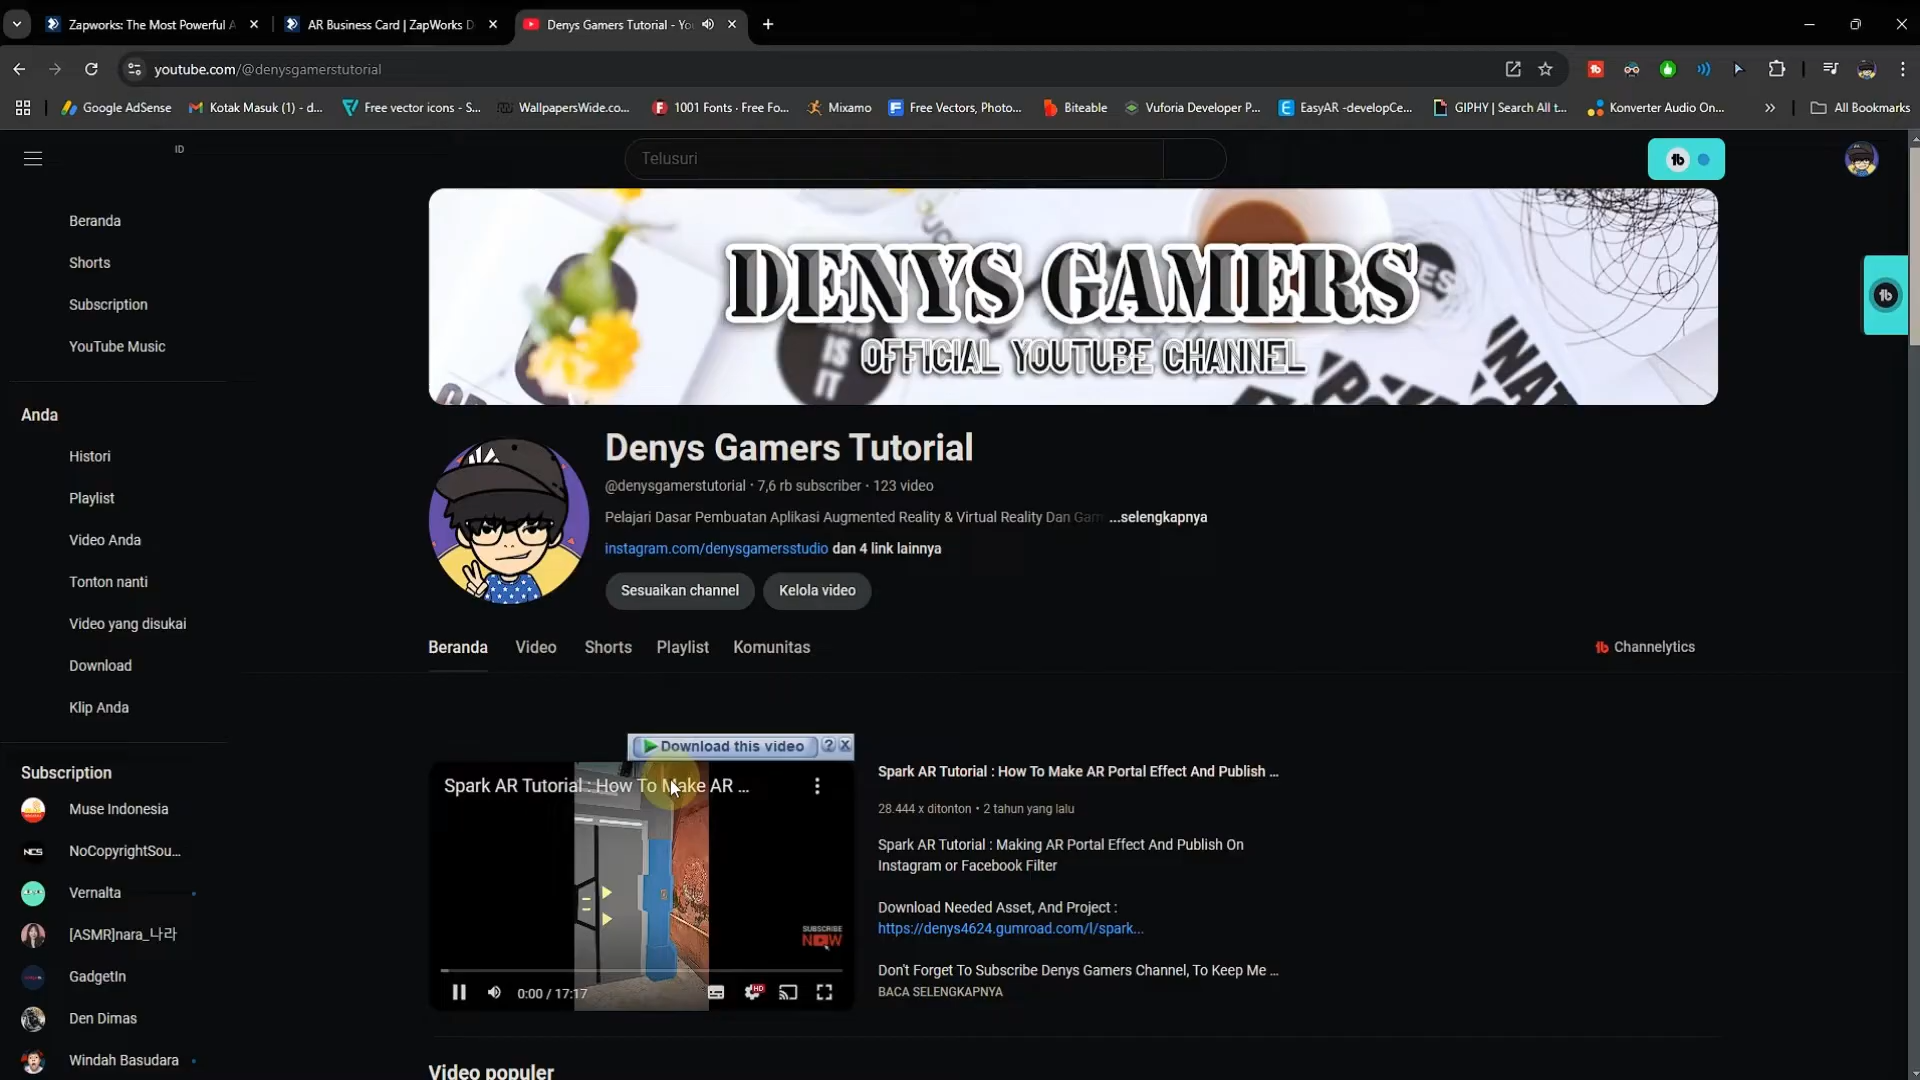 Zapworks: The Most Powerful A
AR Business Card | ZapWorks D
Denys Gamers Tutorial - Yo
youtube.com/@denysgamerstutorial
Google AdSense
Kotak Masuk (1) - d...
Free vector icons - S...
WallpapersWide.co...
1001 Fonts · Free Fo...
Mixamo
Free Vectors, Photo...
Biteable
Vuforia Developer P...
EasyAR -developCe...
GIPHY | Search All t...
Konverter Audio On...
All Bookmarks
ID
Telusuri
Beranda
Shorts
Subscription
YouTube Music
Anda
Histori
Playlist
Video Anda
Tonton nanti
Video yang disukai
Download
Klip Anda
Subscription
Muse Indonesia
NoCopyrightSou...
Vernalta
[ASMR]nara_나라
GadgetIn
Den Dimas
Windah Basudara
DENYS GAMERS
OFFICIAL YOUTUBE CHANNEL
IS
IT
Denys Gamers Tutorial
@denysgamerstutorial · 7,6 rb subscriber · 123 video
Pelajari Dasar Pembuatan Aplikasi Augmented Reality & Virtual Reality Dan Gam ...selengkapnya
instagram.com/denysgamersstudio dan 4 link lainnya
Sesuaikan channel
Kelola video
Beranda
Video
Shorts
Playlist
Komunitas
Channelytics
Download this video
Spark AR Tutorial : How To Make AR ...
SUBSCRIBE
NOW
0:00 / 17:17
HD
Spark AR Tutorial : How To Make AR Portal Effect And Publish ...
28.444 x ditonton · 2 tahun yang lalu
Spark AR Tutorial : Making AR Portal Effect And Publish On
Instagram or Facebook Filter
Download Needed Asset, And Project :
https://denys4624.gumroad.com/l/spark...
Don't Forget To Subscribe Denys Gamers Channel, To Keep Me ...
BACA SELENGKAPNYA
Video populer